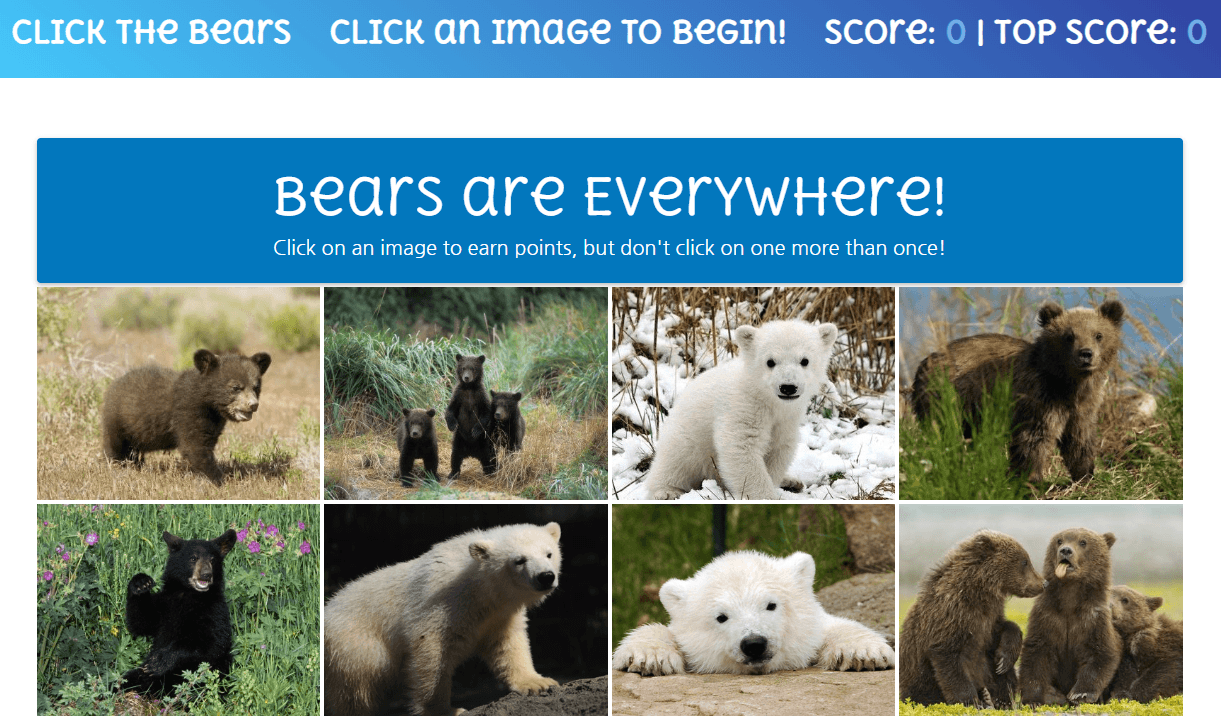 Click the Bears Click an image to begin! Score: 0 | Top Score: 0
Bears are Everywhere!
Click on an image to earn points, but don't click on one more than once!